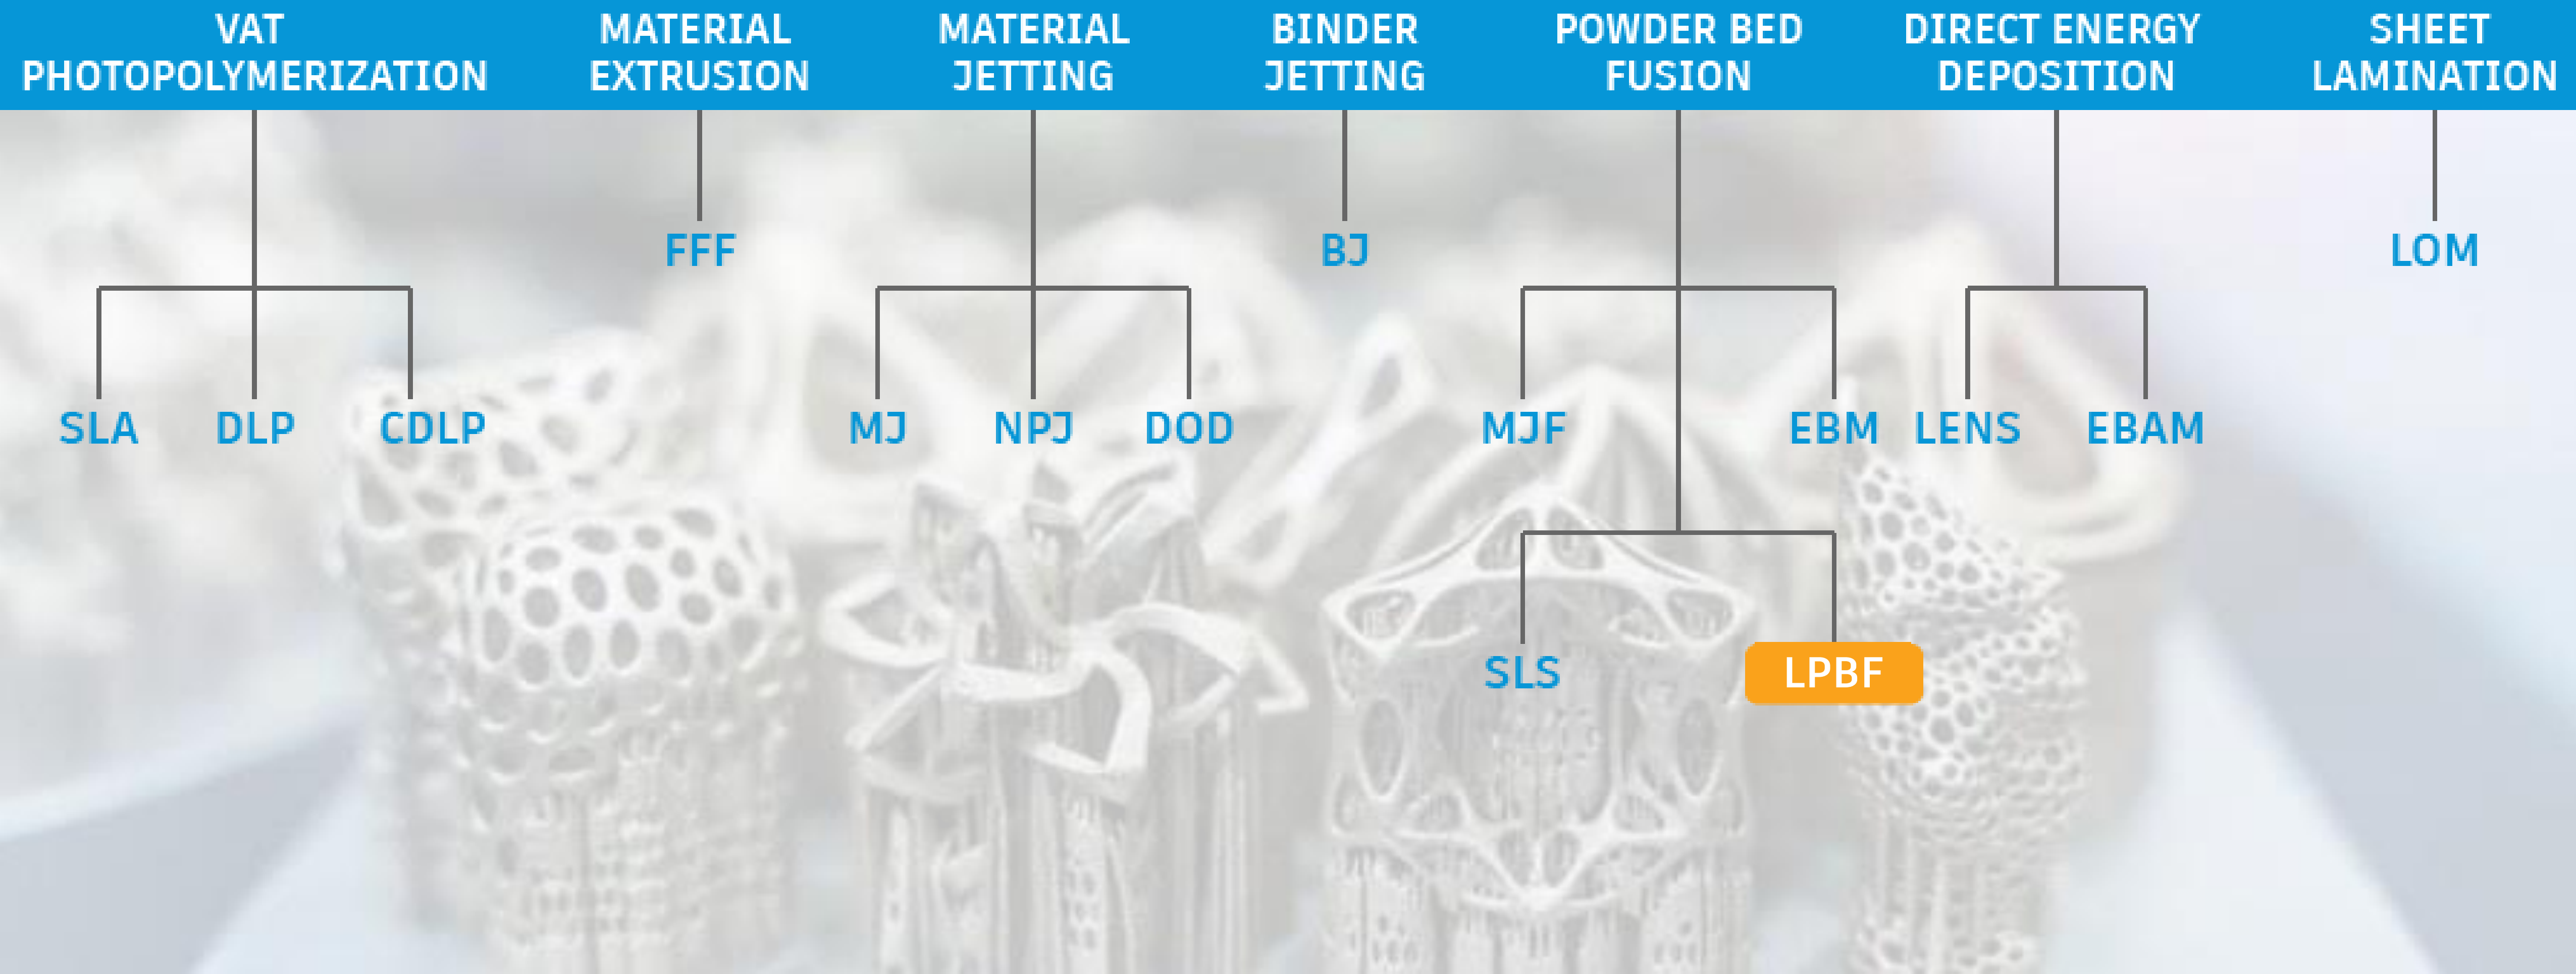 VAT
PHOTOPOLYMERIZATION
MATERIAL
EXTRUSION
MATERIAL
JETTING
BINDER
JETTING
POWDER BED
FUSION
DIRECT ENERGY
DEPOSITION
SHEET
LAMINATION
FFF
BJ
LOM
SLA
DLP
CDLP
MJ
NPJ
DOD
MJF
EBM
LENS
EBAM
SLS
LPBF